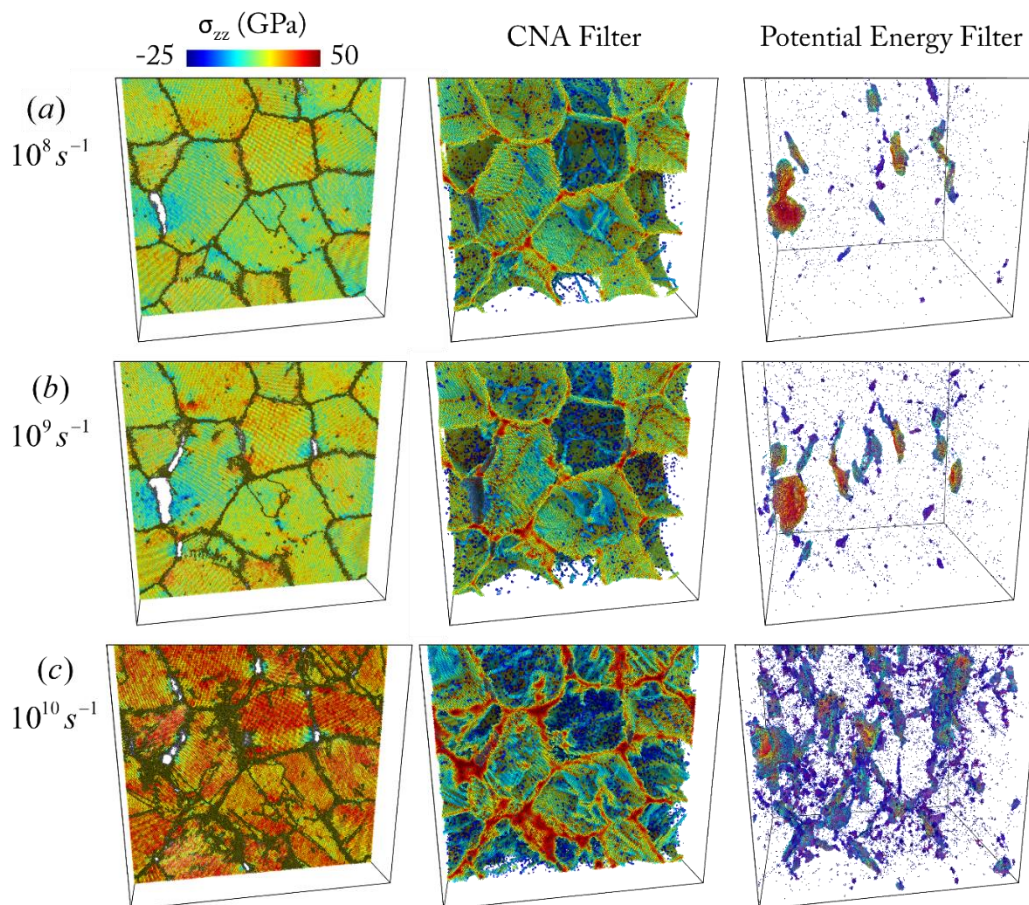 σzz (GPa)
-25 50
CNA Filter
Potential Energy Filter
(a)
10⁸ s⁻¹
(b)
10⁹ s⁻¹
(c)
10¹⁰ s⁻¹